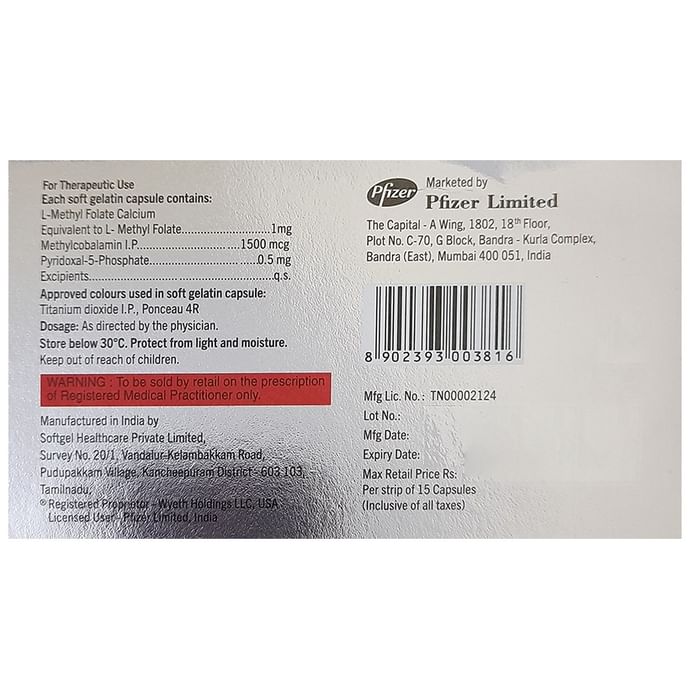 For Therapeutic Use
Each soft gelatin capsule contains:
L-Methyl Folate Calcium
Equivalent to L- Methyl Folate..............................1mg
Methylcobalamin I.P.............................1500 mcg
Pyridoxal-5-Phosphate................................0.5 mg
Excipients..........................................................q.s.
Approved colours used in soft gelatin capsule:
Titanium dioxide I.P., Ponceau 4R
Dosage: As directed by the physician.
Store below 30°C. Protect from light and moisture.
Keep out of reach of children.
WARNING : To be sold by retail on the prescription
of Registered Medical Practitioner only.
Manufactured in India by
Softgel Healthcare Private Limited,
Survey No. 20/1, Vandalur-Kelambakkam Road,
Pudupakkam Village, Kancheepuram District - 603 103,
Tamilnadu,
® Registered Proprietor - Wyeth Holdings LLC, USA
Licensed User - Pfizer Limited, India
Pfizer
Marketed by
Pfizer Limited
The Capital - A Wing, 1802, 18th Floor,
Plot No. C-70, G Block, Bandra - Kurla Complex,
Bandra (East), Mumbai 400 051, India
8 902393 003816
Mfg Lic. No.: TN00002124
Lot No.:
Mfg Date:
Expiry Date:
Max Retail Price Rs:
Per strip of 15 Capsules
(Inclusive of all taxes)